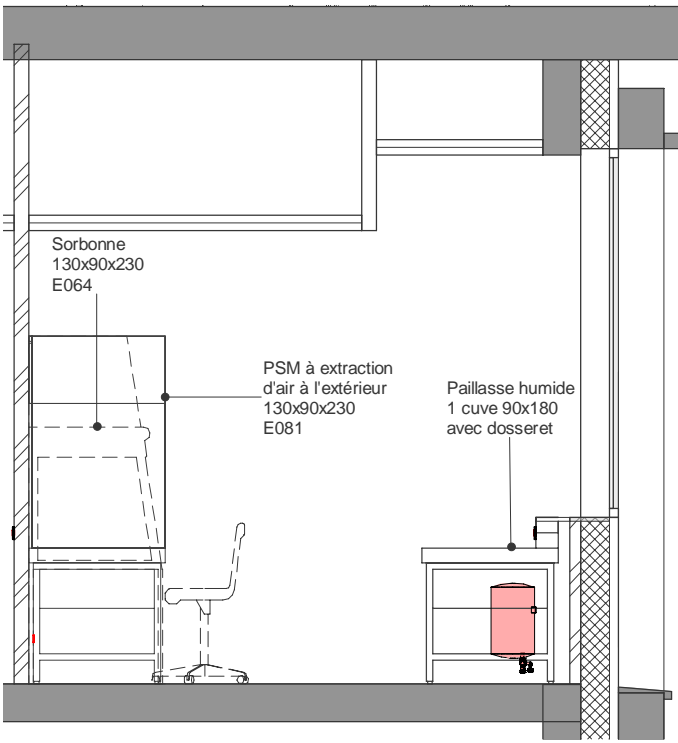 Sorbonne
130x90x230
E064
PSM à extraction
d'air à l'extérieur
130x90x230
E081
Paillasse humide
1 cuve 90x180
avec dosseret